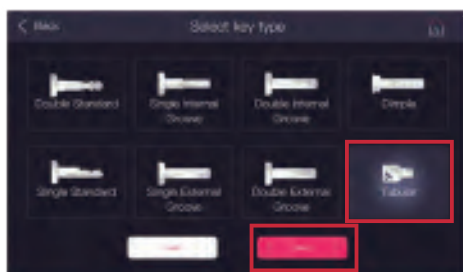 < Back
Select key type
Double Standard
Single Internal
Groove
Double Internal
Groove
Dimple
Single Standard
Single External
Groove
Double External
Groove
Tubular